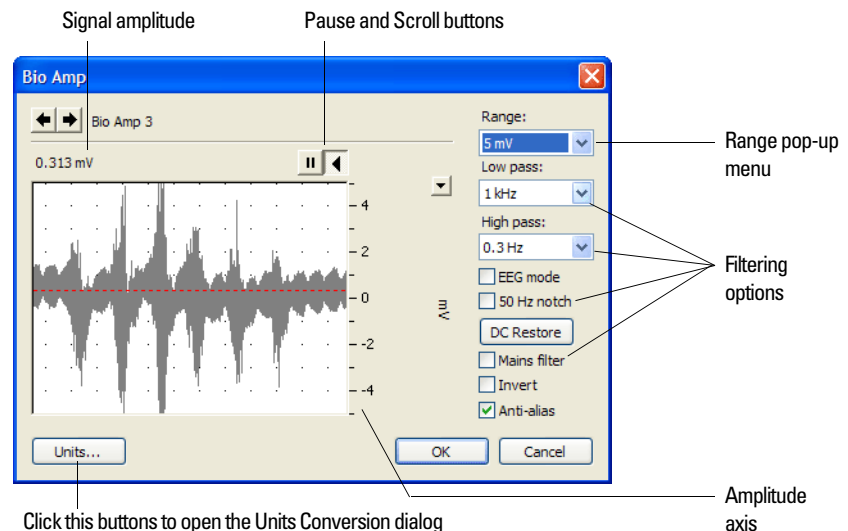 Signal amplitude
Pause and Scroll buttons
Bio Amp
Bio Amp 3
0.313 mV
4
2
0
-2
-4
mV
Range:
5 mV
Low pass:
1 kHz
High pass:
0.3 Hz
EEG mode
50 Hz notch
DC Restore
Mains filter
Invert
Anti-alias
Units...
OK
Cancel
Range pop-up
menu
Filtering
options
Amplitude
axis
Click this buttons to open the Units Conversion dialog